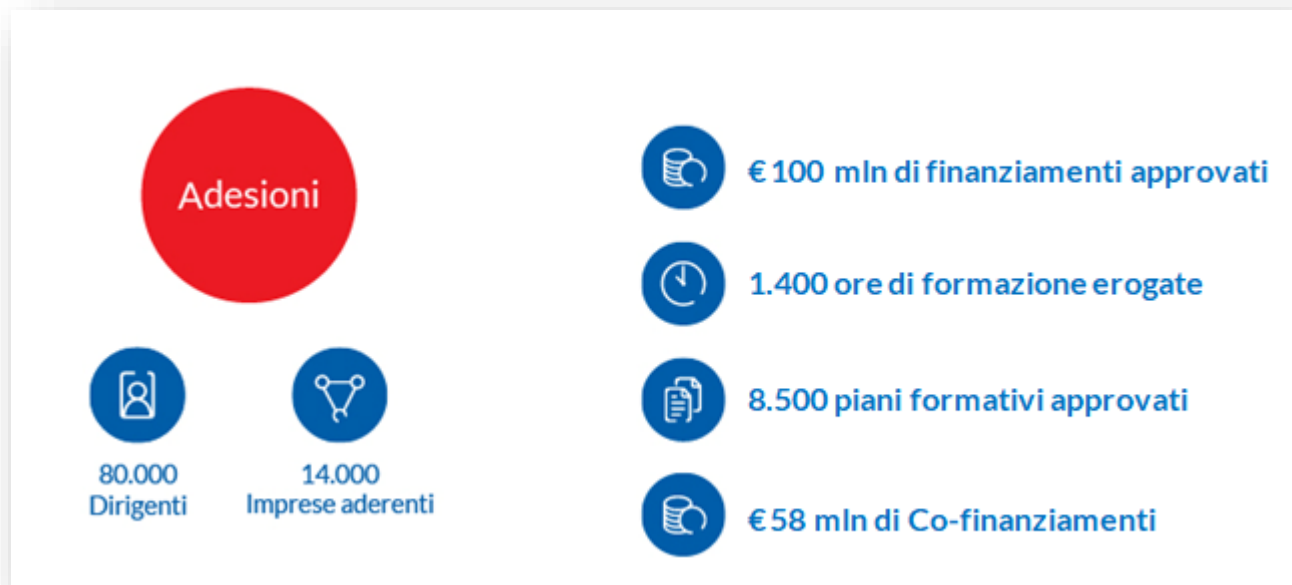 Adesioni
80.000
Dirigenti
14.000
Imprese aderenti
€ 100 mln di finanziamenti approvati
1.400 ore di formazione erogate
8.500 piani formativi approvati
€ 58 mln di Co-finanziamenti